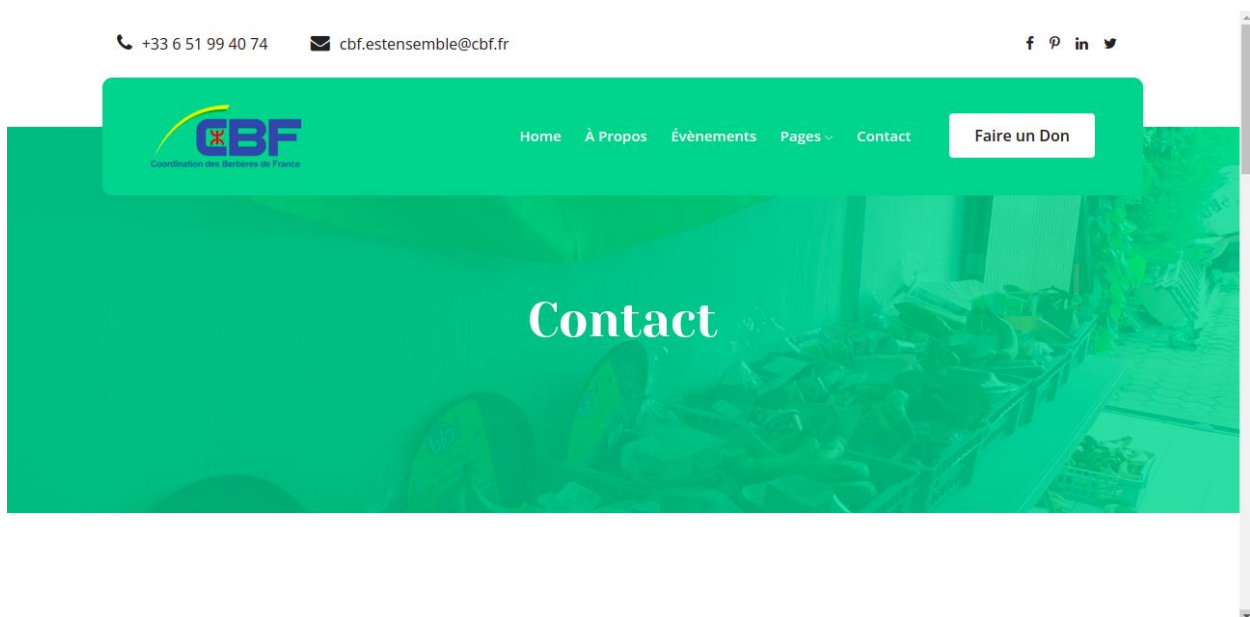 +33 6 51 99 40 74 cbf.estensemble@cbf.fr
CBF
Coordination des Berbères de France
Home À Propos Évènements Pages Contact Faire un Don
Contact